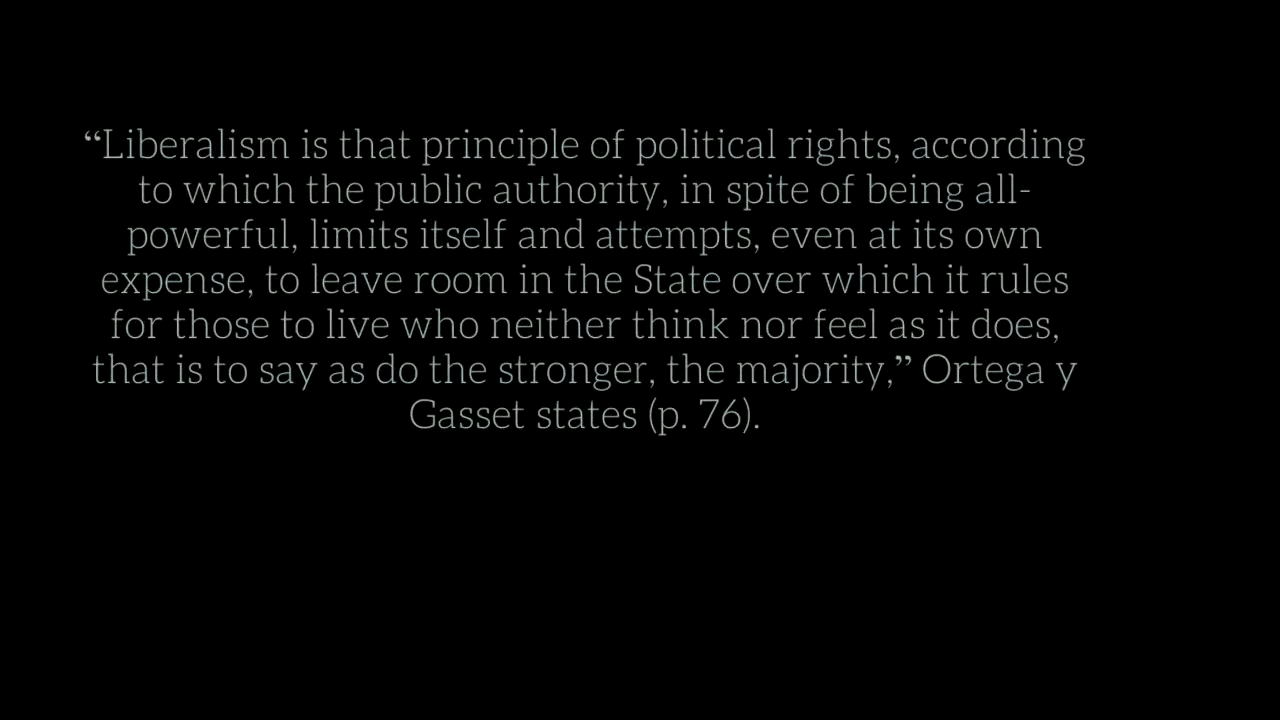 “Liberalism is that principle of political rights, according
to which the public authority, in spite of being all-
powerful, limits itself and attempts, even at its own
expense, to leave room in the State over which it rules
for those to live who neither think nor feel as it does,
that is to say as do the stronger, the majority,” Ortega y
Gasset states (p. 76).